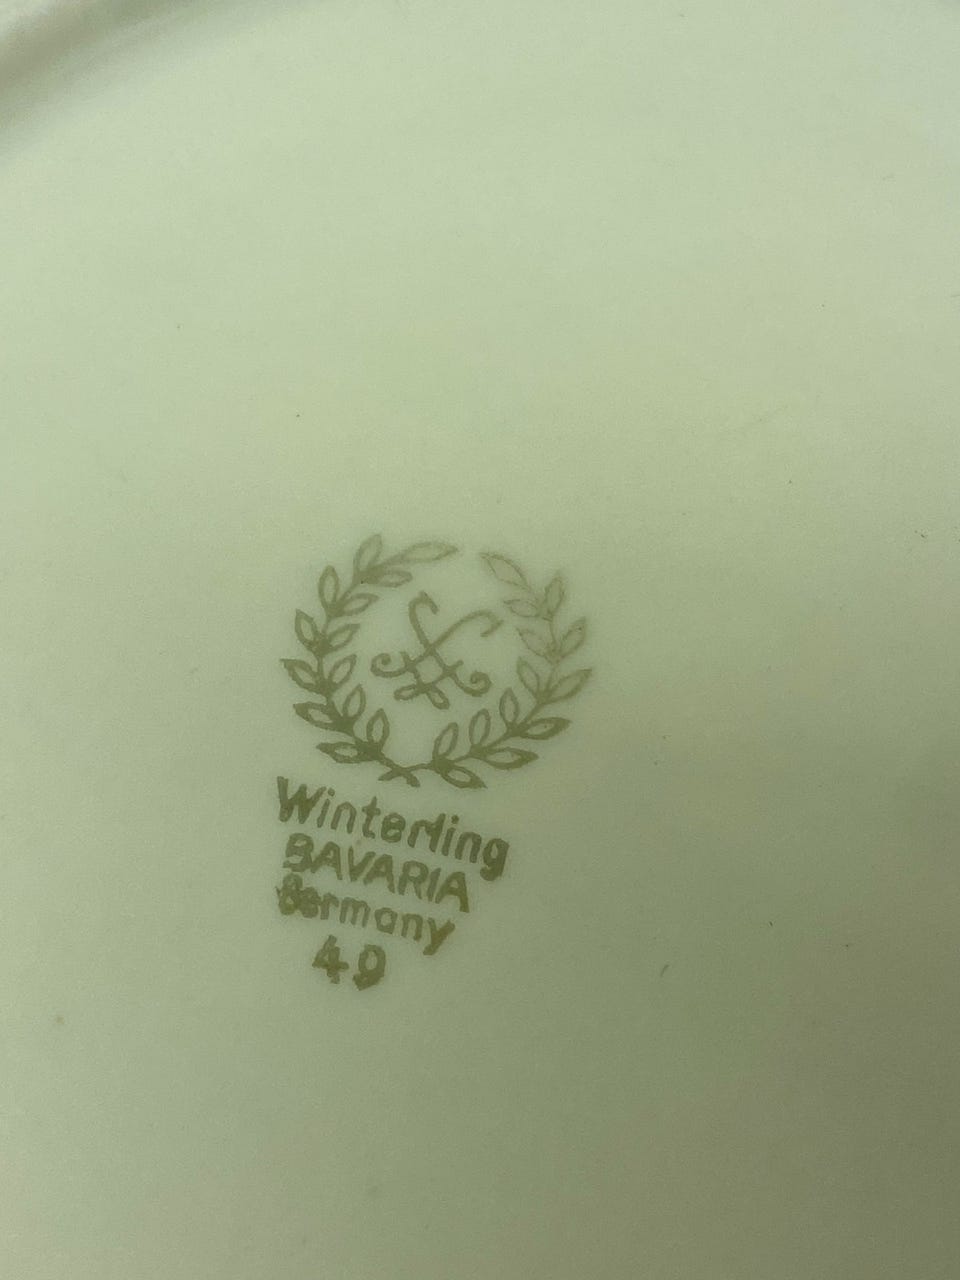 Winterling
BAVARIA
Germany
49